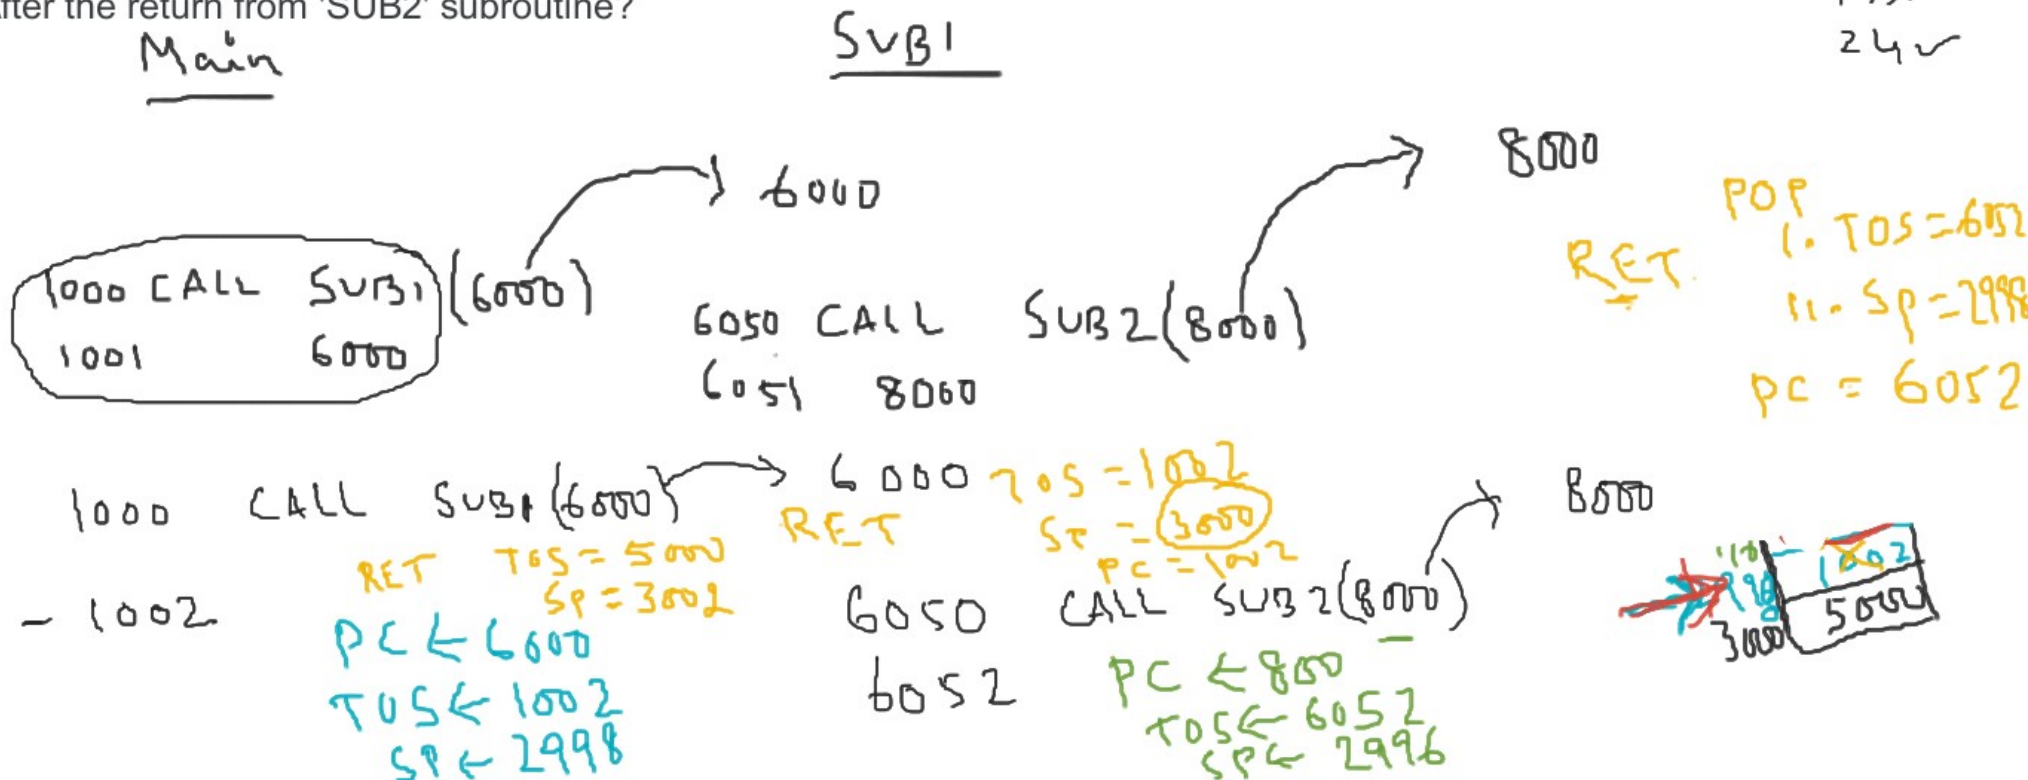 after the return from 'SUB2' subroutine?
Main
SUB1
24
6000
8000
1000 CALL SUB1 (6000)
1001 6000
6050 CALL SUB2 (8000)
6051 8000
RET
POP
i. TOS = 6052
ii. SP = 2998
PC = 6052
1000 CALL SUB1 (6000)
6000
RET
TOS = 1002
SP = 3000
PC = 1002
8000
RET TOS = 5000
SP = 3002
- 1002
PC ← 6000
TOS ← 1002
SP ← 2998
6050 CALL SUB2 (8000)
6052
PC ← 800
TOS ← 6052
SP ← 2996
1002
5000
3000